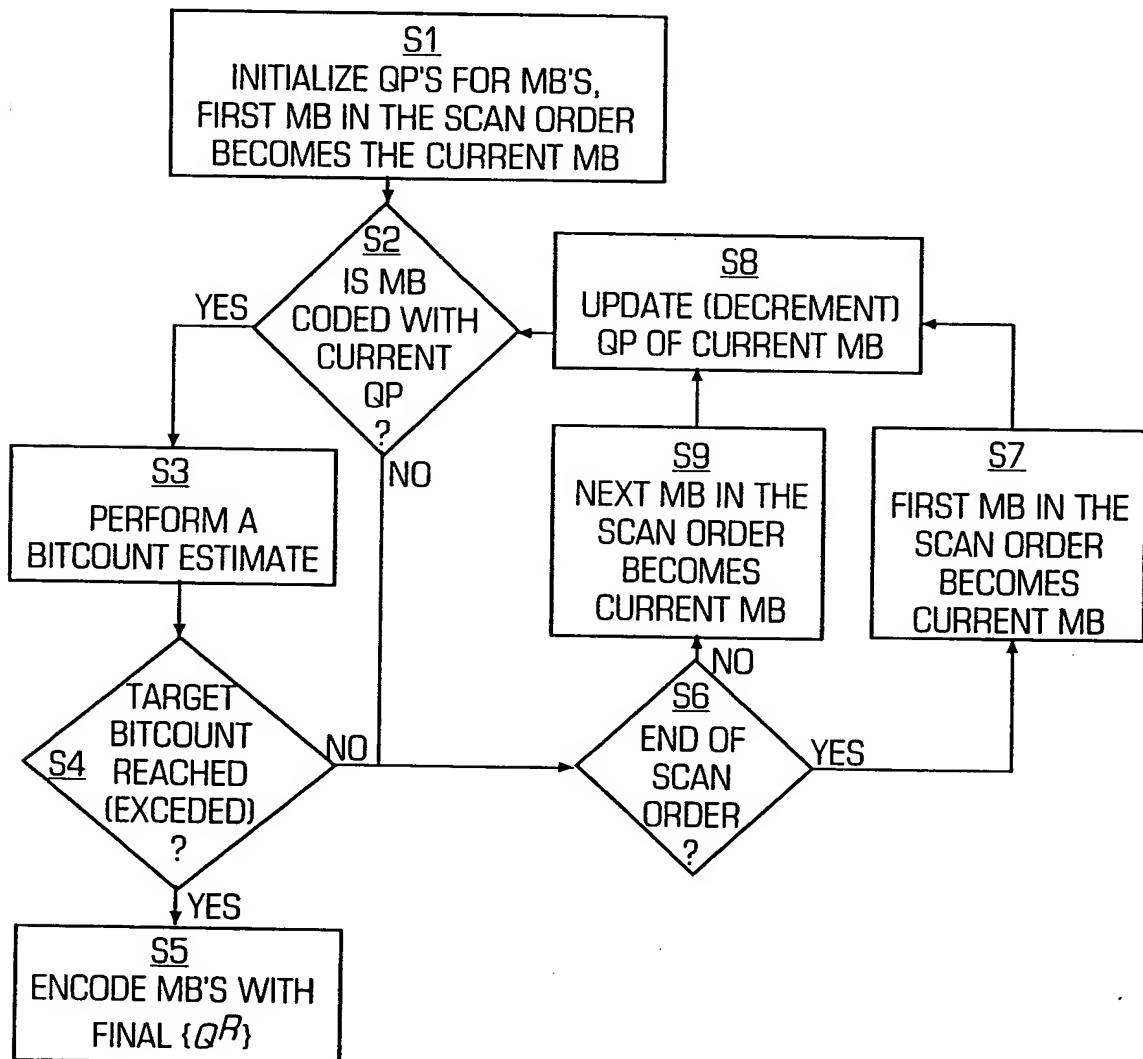 S1
INITIALIZE QP'S FOR MB'S,
FIRST MB IN THE SCAN ORDER
BECOMES THE CURRENT MB
S2
IS MB
CODED WITH
CURRENT
QP
?
YES
NO
S8
UPDATE (DECREMENT)
QP OF CURRENT MB
S3
PERFORM A
BITCOUNT ESTIMATE
S9
NEXT MB IN THE
SCAN ORDER
BECOMES
CURRENT MB
S7
FIRST MB IN THE
SCAN ORDER
BECOMES
CURRENT MB
S4
TARGET
BITCOUNT
REACHED
(EXCEDED)
?
NO
YES
S6
END OF
SCAN
ORDER
?
NO
YES
S5
ENCODE MB'S WITH
FINAL {Q^R}